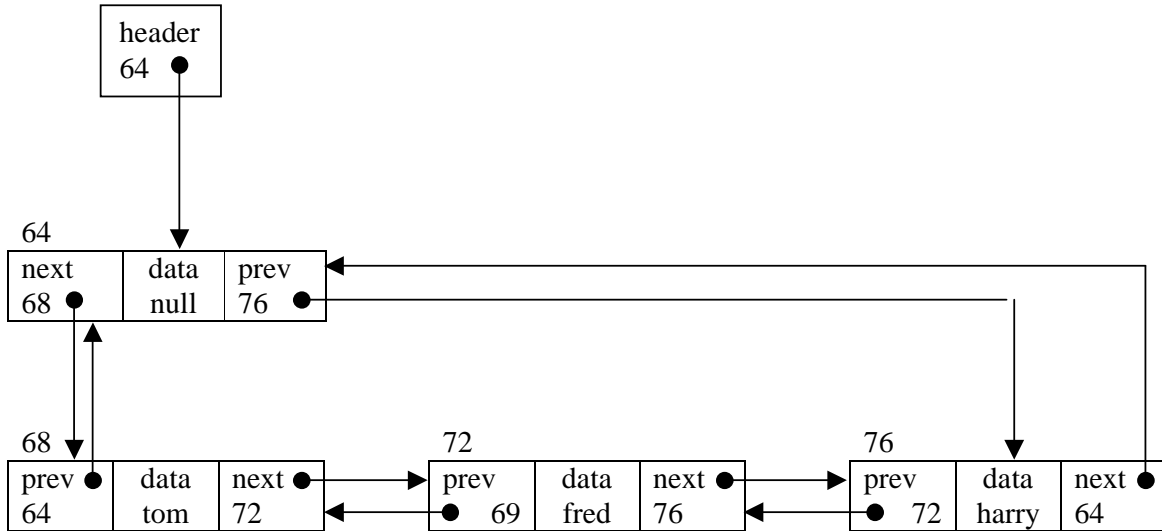 header
64
64
next data prev
68 null 76
68 72 76
prev data next prev data next prev data next
64 tom 72 69 fred 76 72 harry 64